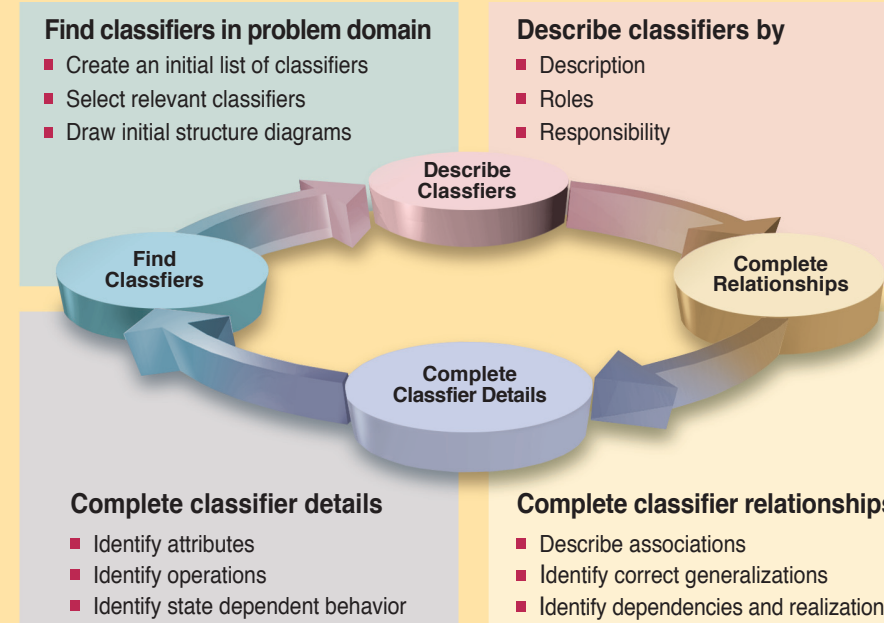 Find classifiers in problem domain
Create an initial list of classifiers
Select relevant classifiers
Draw initial structure diagrams
Describe classifiers by
Description
Roles
Responsibility
Describe
Classfiers
Find
Classfiers
Complete
Relationships
Complete
Classfier Details
Complete classifier details
Identify attributes
Identify operations
Identify state dependent behavior
Complete classifier relationships
Describe associations
Identify correct generalizations
Identify dependencies and realization